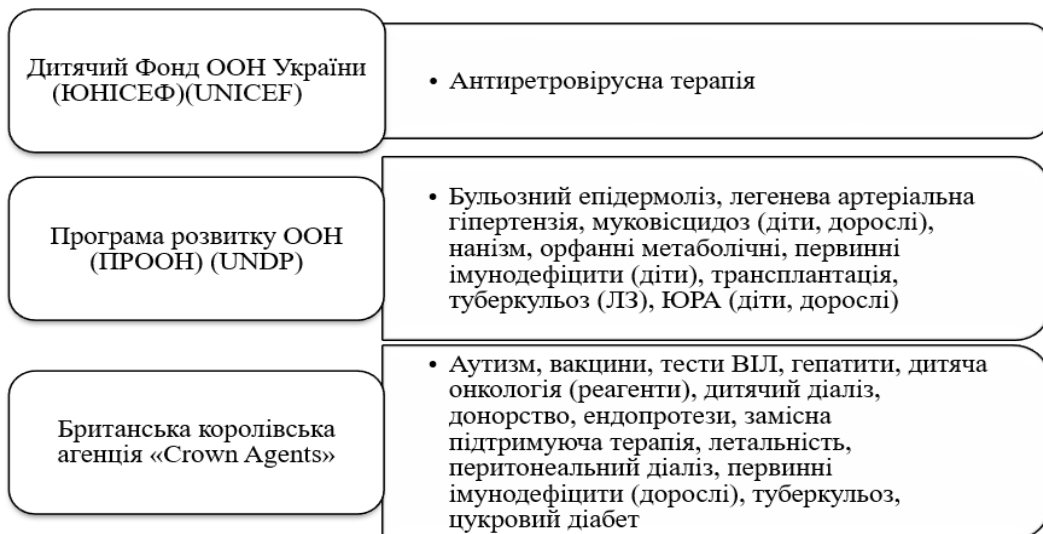 Дитячий Фонд ООН України
(ЮНІСЕФ)(UNICEF)
• Антиретровірусна терапія
Програма розвитку ООН
(ПРООН) (UNDP)
• Бульозний епідермоліз, легенева артеріальна
гіпертензія, муковісцидоз (діти, дорослі),
нанізм, орфанні метаболічні, первинні
імунодефіцити (діти), трансплантація,
туберкульоз (ЛЗ), ЮРА (діти, дорослі)
Британська королівська
агенція «Crown Agents»
• Аутизм, вакцини, тести ВІЛ, гепатити, дитяча
онкологія (реагенти), дитячий діаліз,
донорство, ендопротези, замісна
підтримуюча терапія, летальність,
перитонеальний діаліз, первинні
імунодефіцити (дорослі), туберкульоз,
цукровий діабет